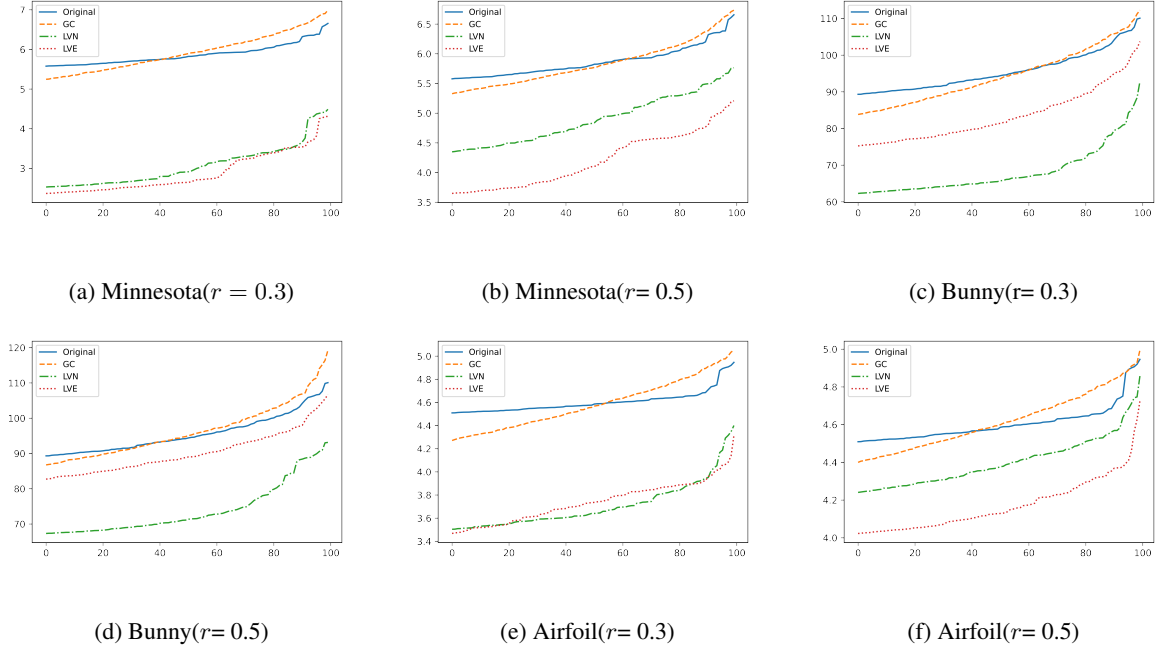 Original
GC
LVN
LVE
7
6
5
4
3
0 20 40 60 80 100
(a) Minnesota(r = 0.3)
Original
GC
LVN
LVE
6.5
6.0
5.5
5.0
4.5
4.0
3.5
0 20 40 60 80 100
(b) Minnesota(r= 0.5)
Original
GC
LVN
LVE
110
100
90
80
70
60
0 20 40 60 80 100
(c) Bunny(r= 0.3)
Original
GC
LVN
LVE
120
110
100
90
80
70
0 20 40 60 80 100
(d) Bunny(r= 0.5)
Original
GC
LVN
LVE
5.0
4.8
4.6
4.4
4.2
4.0
3.8
3.6
3.4
0 20 40 60 80 100
(e) Airfoil(r= 0.3)
Original
GC
LVN
LVE
5.0
4.8
4.6
4.4
4.2
4.0
0 20 40 60 80 100
(f) Airfoil(r= 0.5)